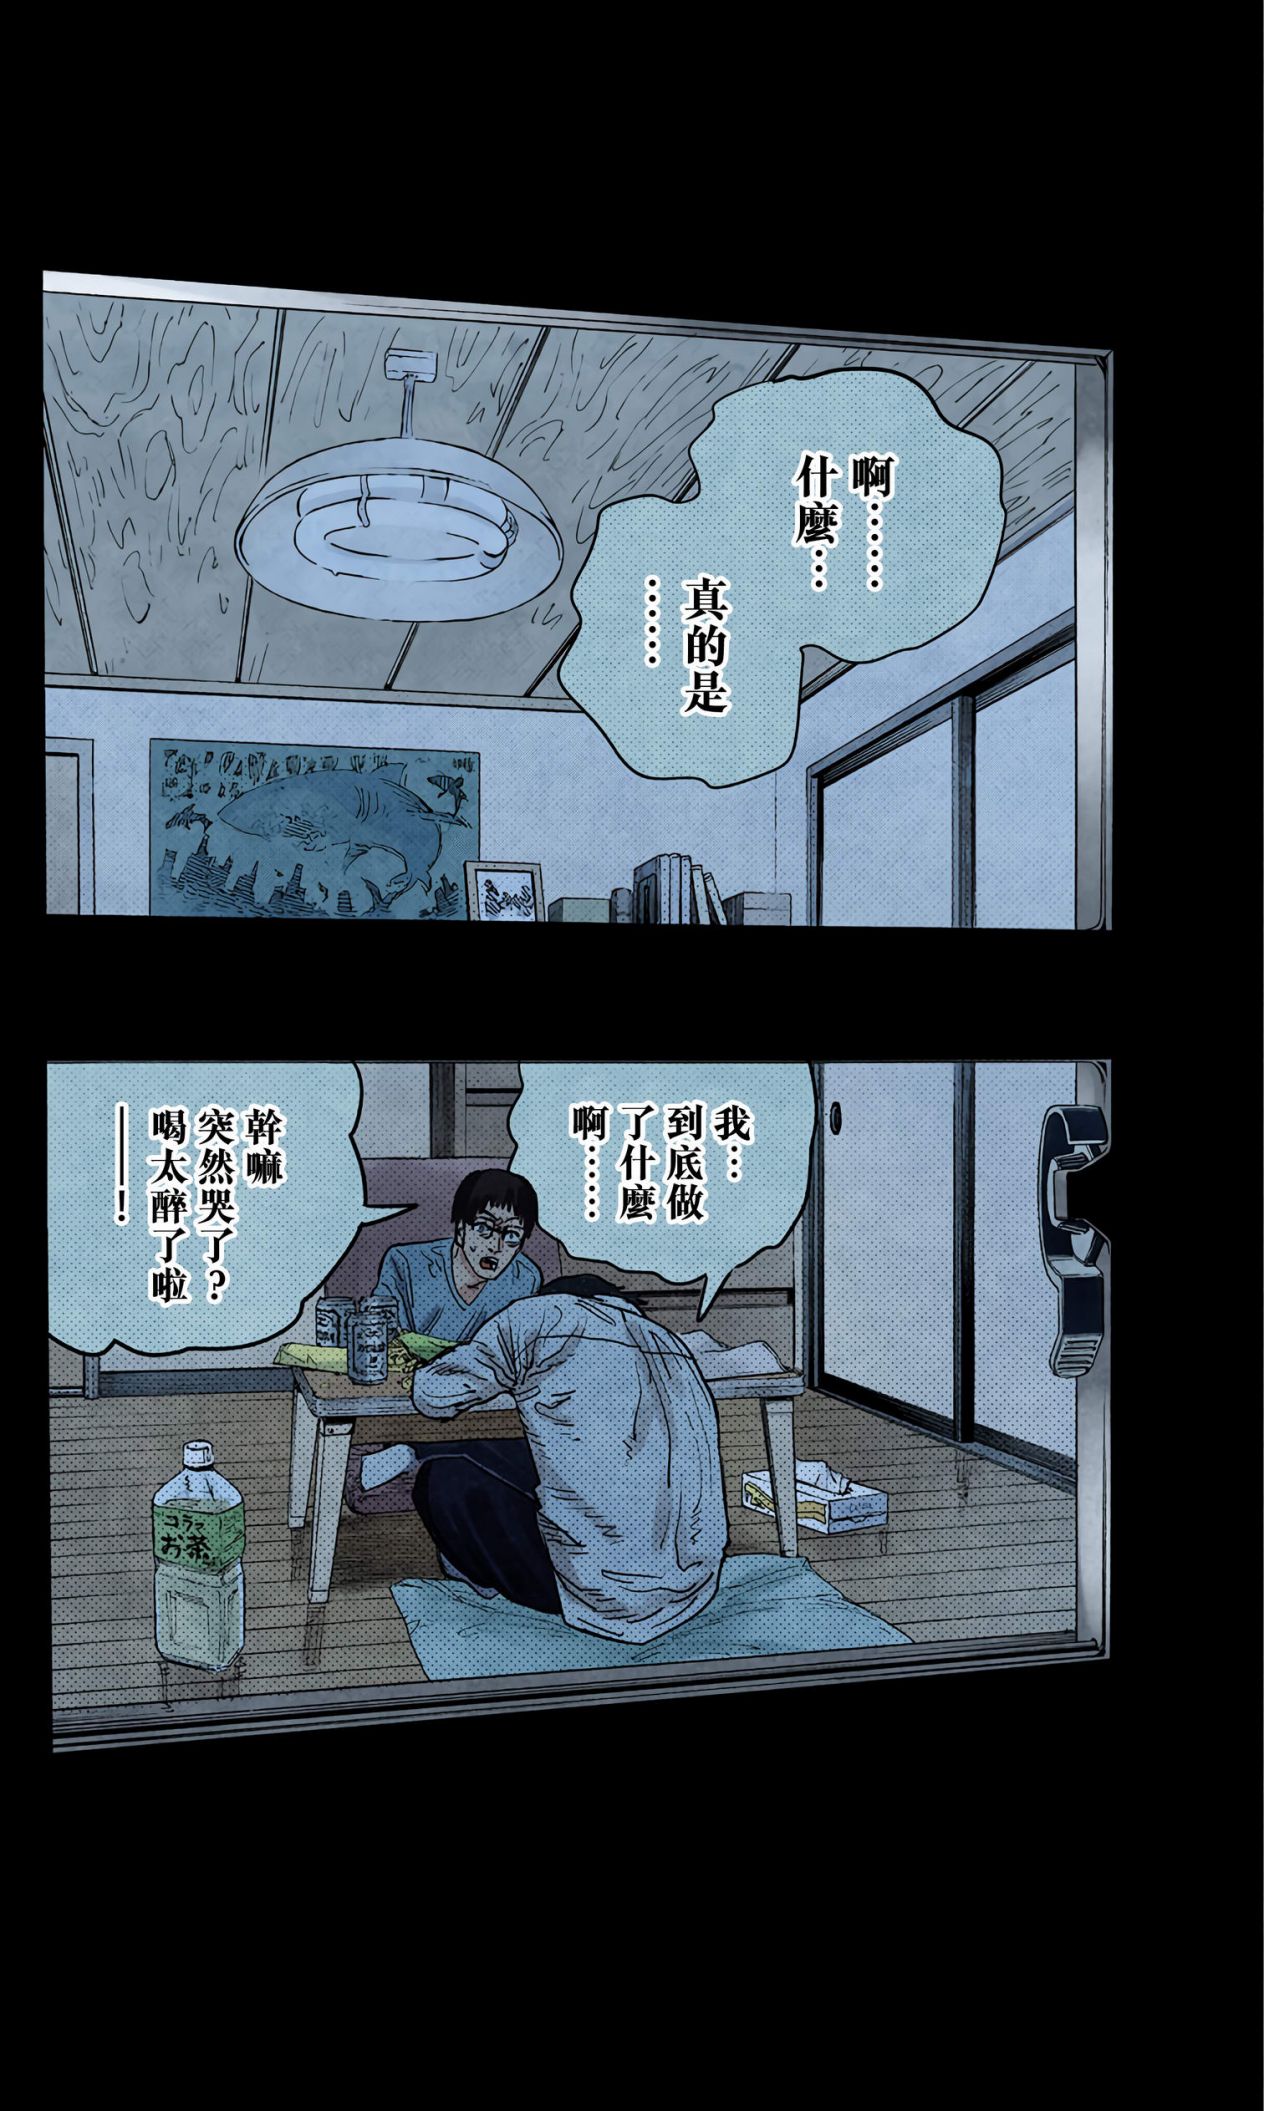 啊………
什麼…
真的是
……
我…
到底做
了什麼
啊……
幹嘛
突然哭了？
喝太醉了啦
——！
コラマ
お茶